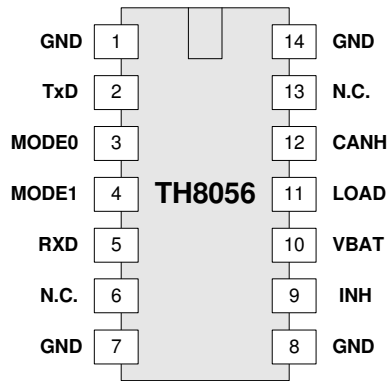 GND 1 14 GND
TxD 2 13 N.C.
MODE0 3 12 CANH
MODE1 4 TH8056 11 LOAD
RXD 5 10 VBAT
N.C. 6 9 INH
GND 7 8 GND